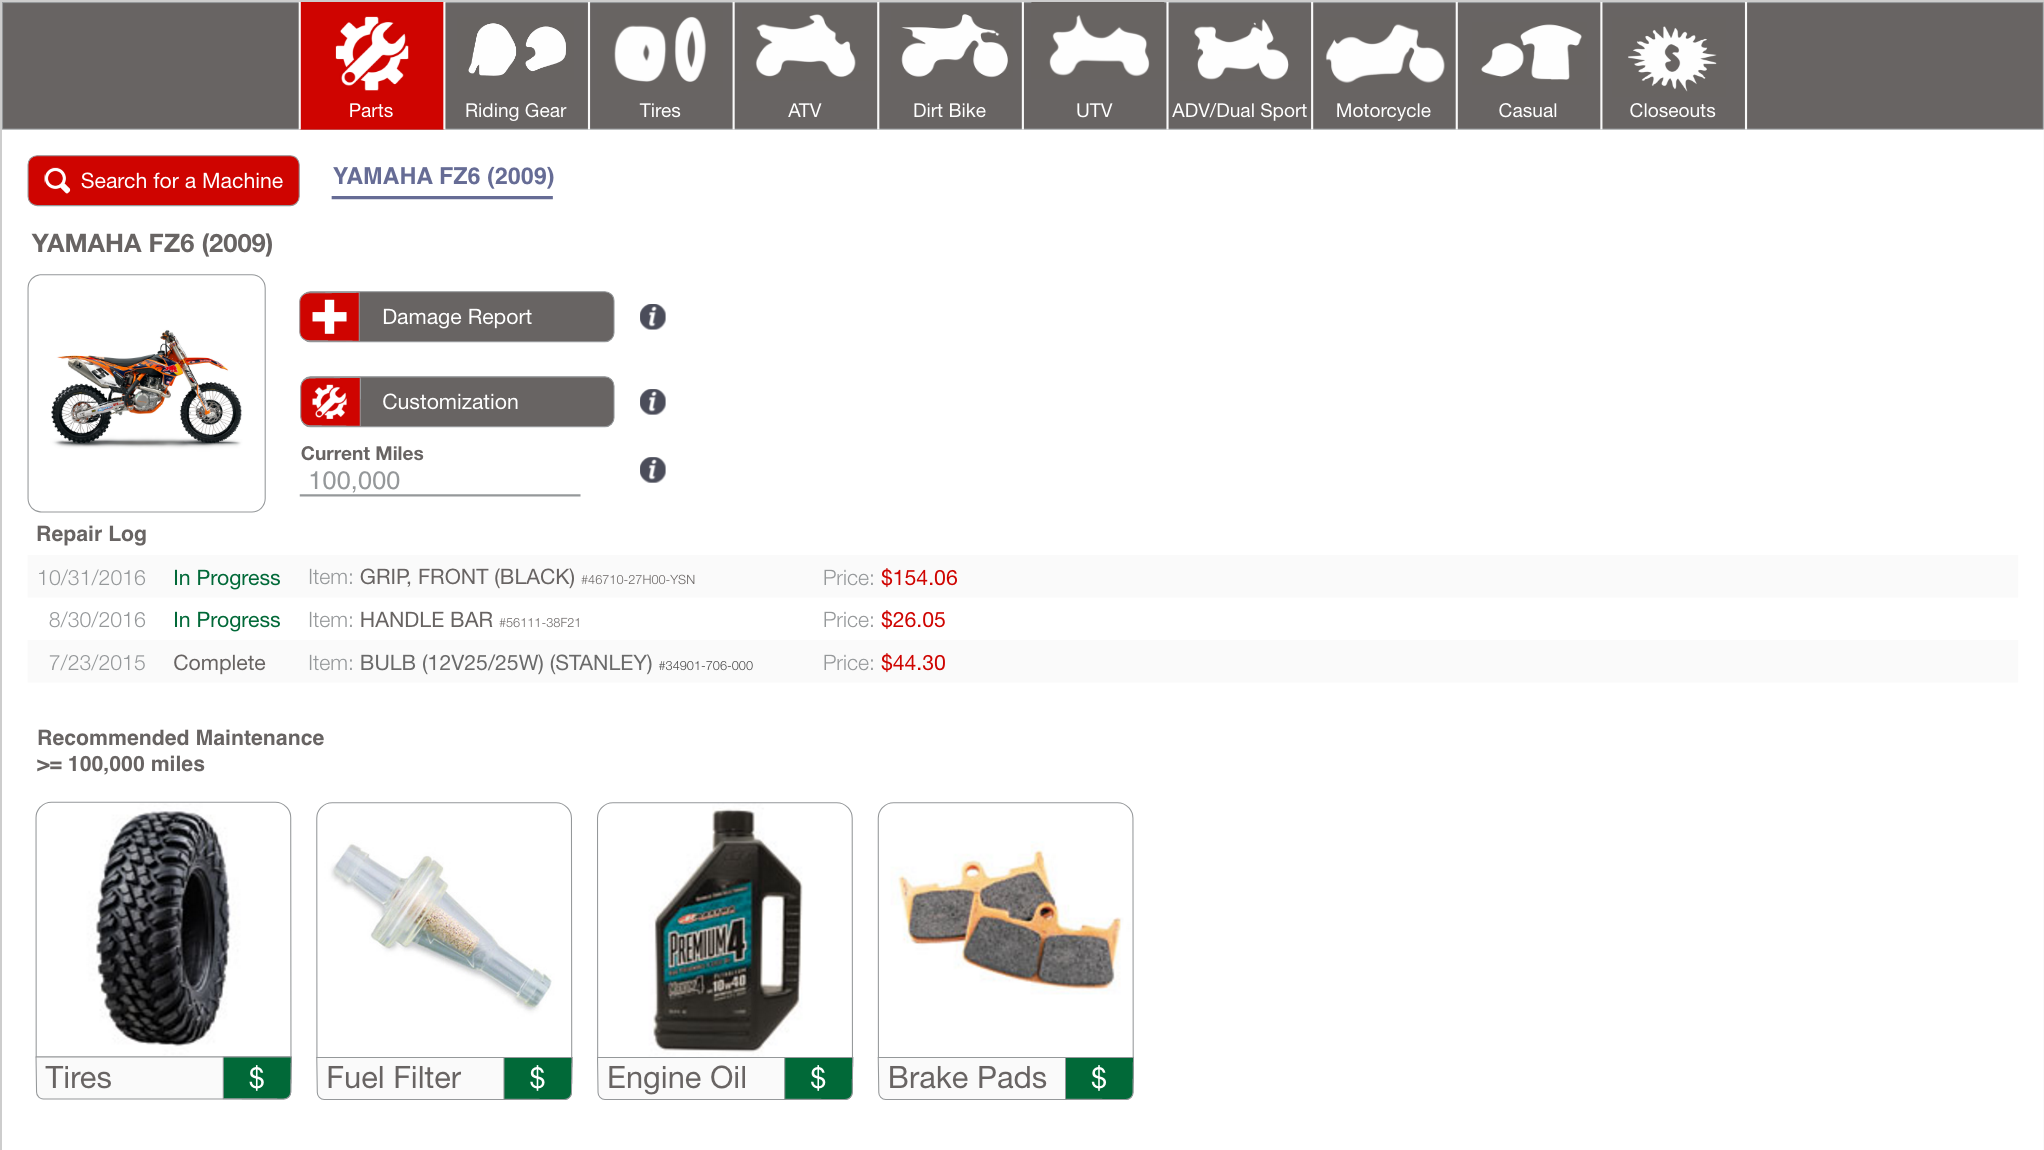 Parts
Riding Gear
Tires
ATV
Dirt Bike
UTV
ADV/Dual Sport
Motorcycle
Casual
Closeouts
Search for a Machine
YAMAHA FZ6 (2009)
YAMAHA FZ6 (2009)
Damage Report
Customization
Current Miles
100,000
Repair Log
10/31/2016 In Progress Item: GRIP, FRONT (BLACK) #46710-27H00-YSN Price: $154.06
8/30/2016 In Progress Item: HANDLE BAR #56111-38F21 Price: $26.05
7/23/2015 Complete Item: BULB (12V25/25W) (STANLEY) #34901-706-000 Price: $44.30
Recommended Maintenance
>= 100,000 miles
PREMIUM4
10w40
Tires $
Fuel Filter $
Engine Oil $
Brake Pads $